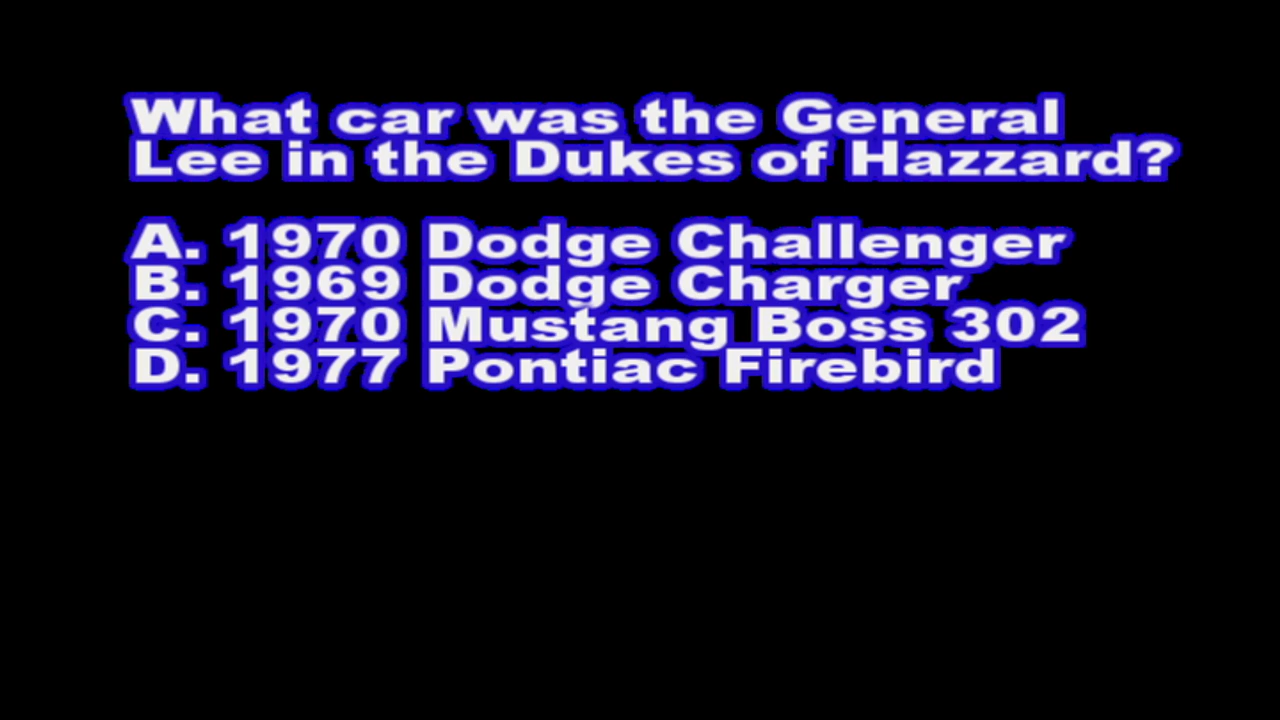 What car was the General
Lee in the Dukes of Hazzard?
A. 1970 Dodge Challenger
B. 1969 Dodge Charger
C. 1970 Mustang Boss 302
D. 1977 Pontiac Firebird